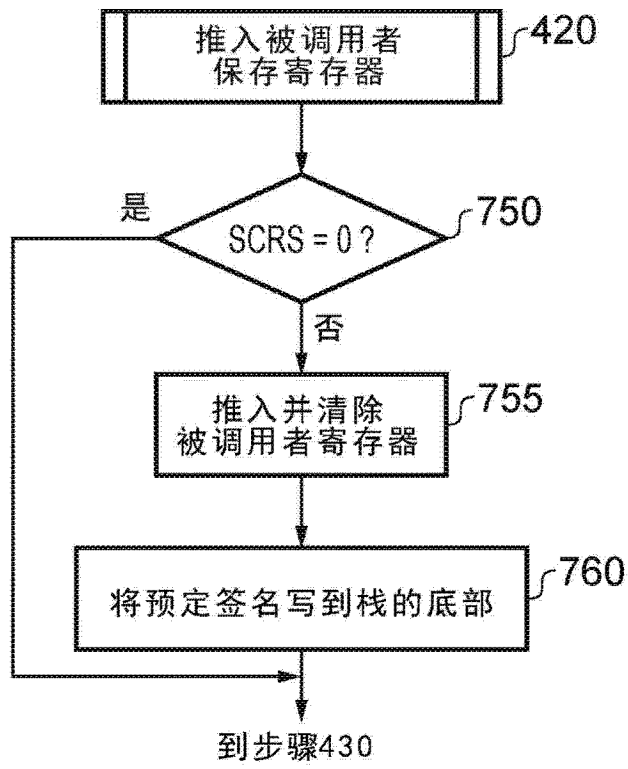 推入被调用者
保存寄存器
420
是
SCRS = 0 ?
750
否
推入并清除
被调用者寄存器
755
将预定签名写到栈的底部
760
到步骤430